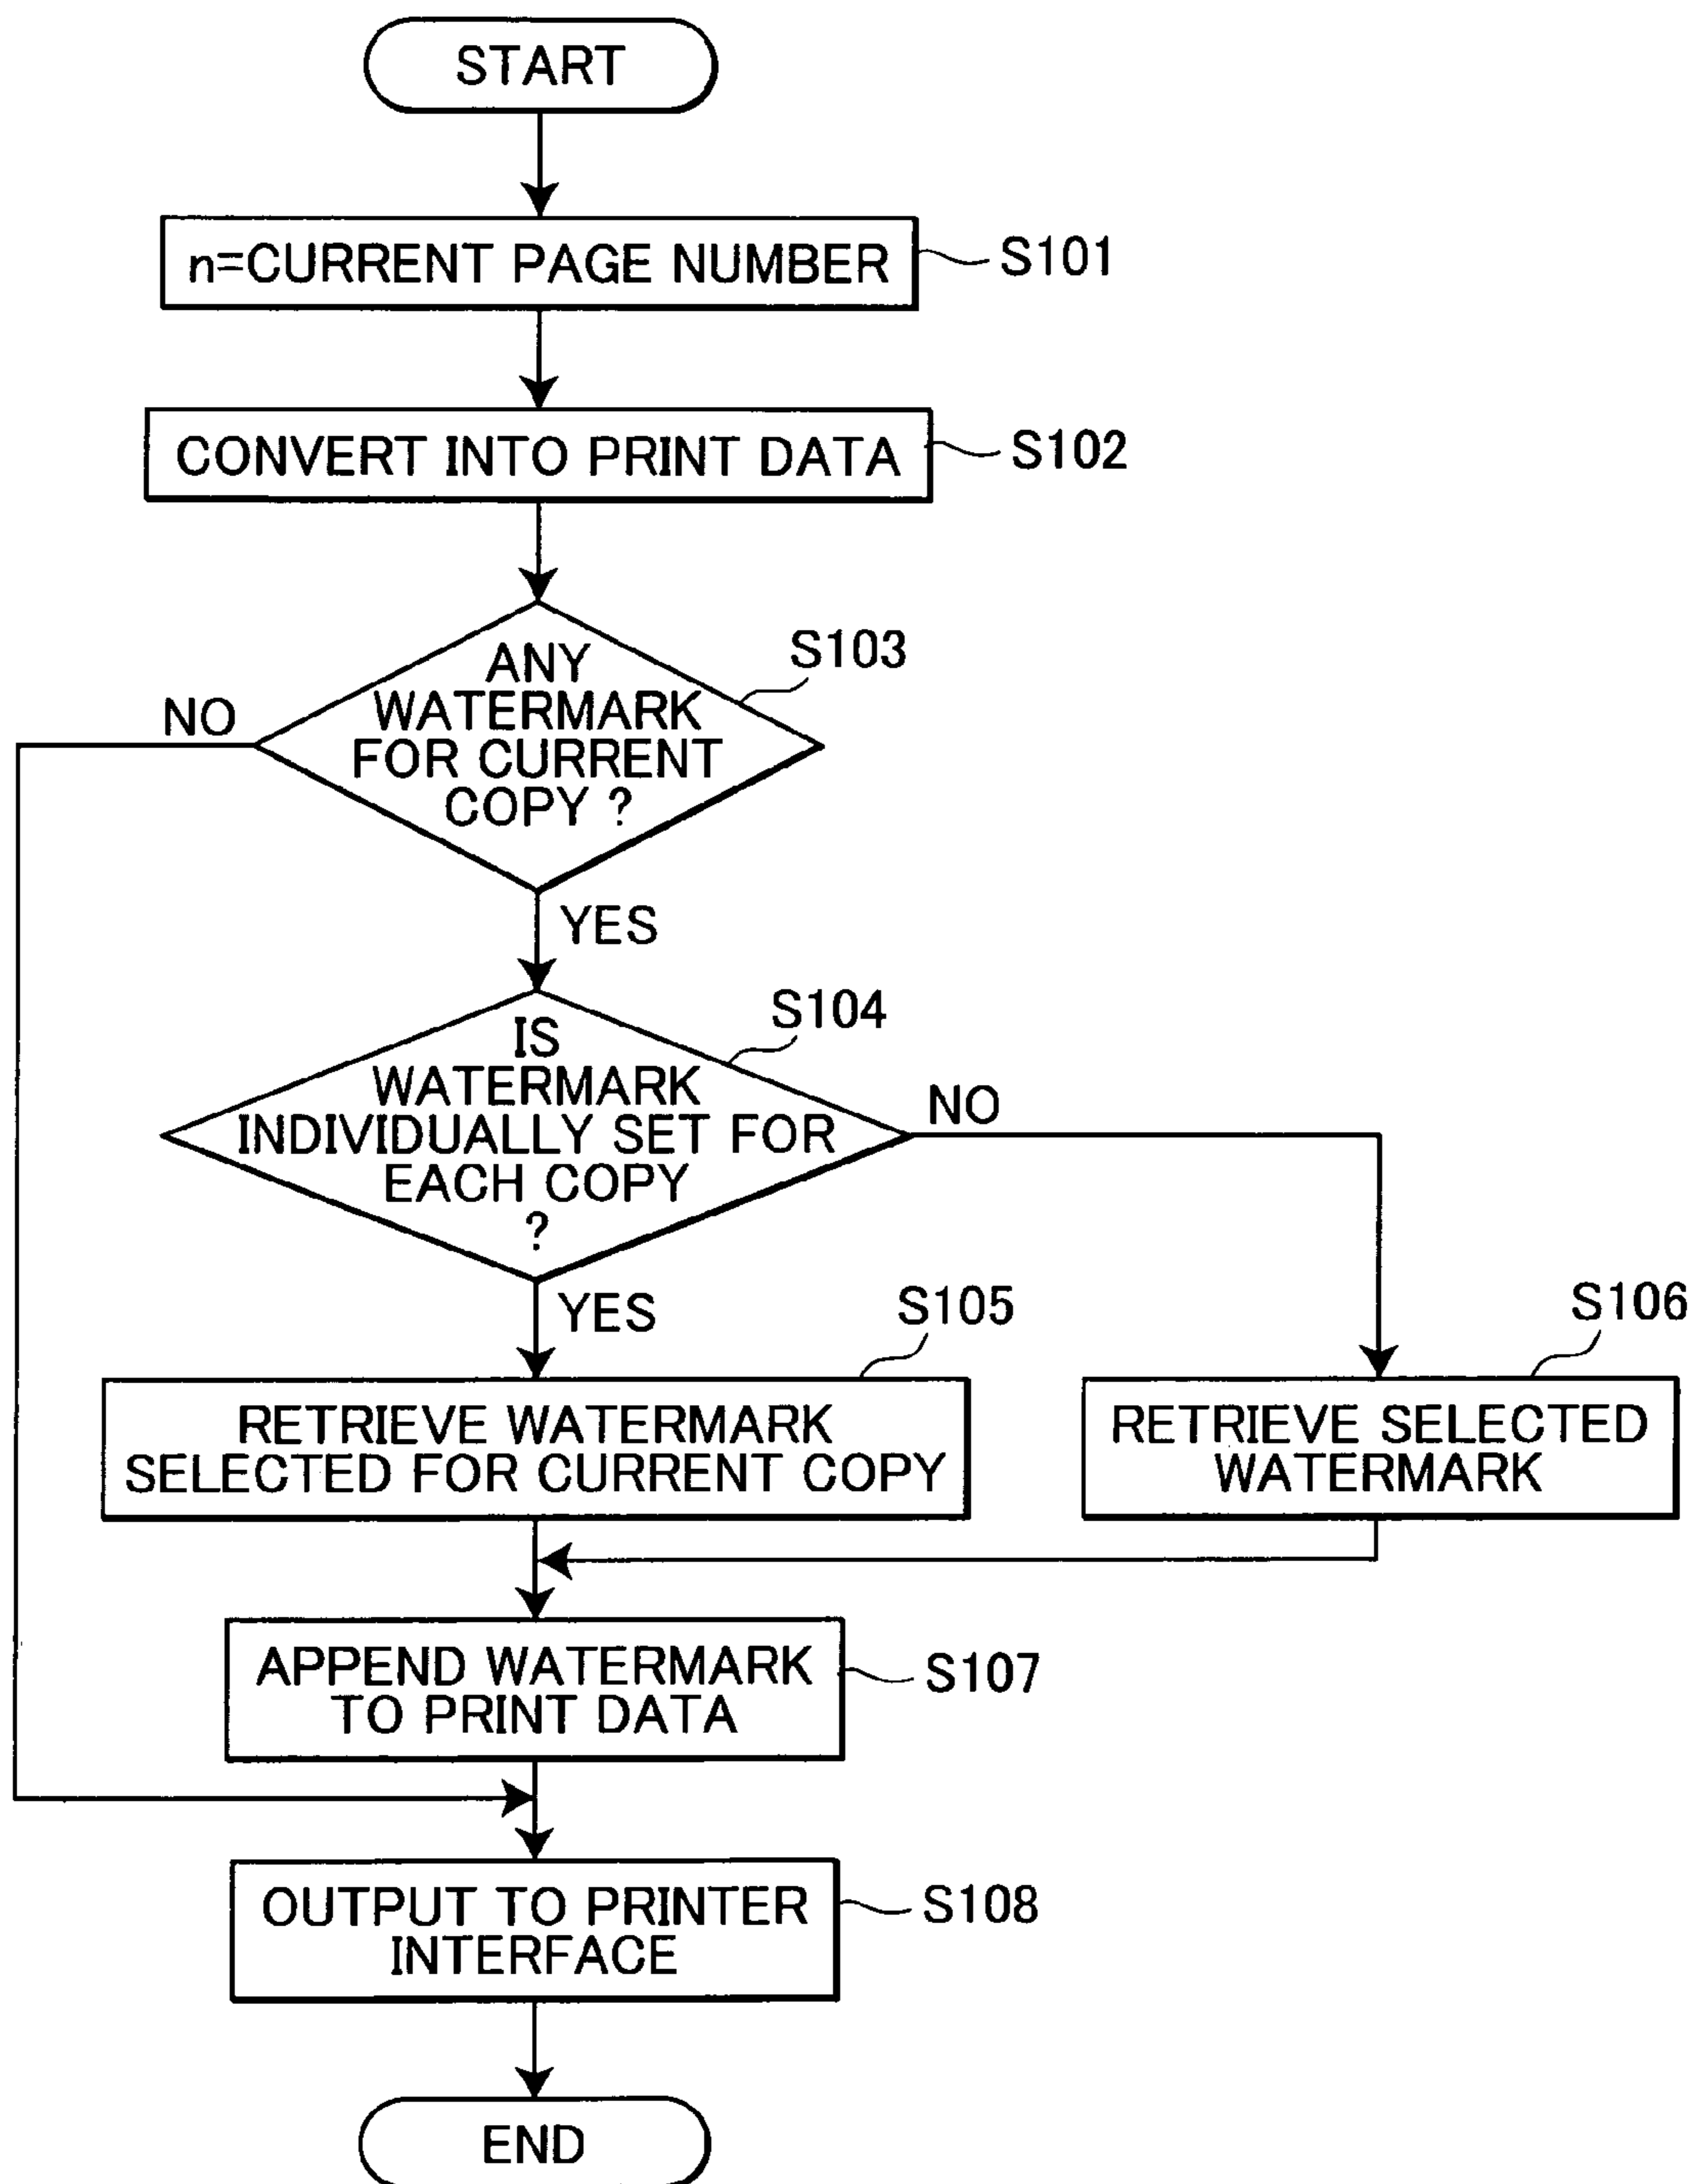 START
n=CURRENT PAGE NUMBER
S101
CONVERT INTO PRINT DATA
S102
ANY
WATERMARK
FOR CURRENT
COPY ?
S103
NO
YES
IS
WATERMARK
INDIVIDUALLY SET FOR
EACH COPY
?
S104
NO
YES
S105
RETRIEVE WATERMARK
SELECTED FOR CURRENT COPY
S106
RETRIEVE SELECTED
WATERMARK
APPEND WATERMARK
TO PRINT DATA
S107
OUTPUT TO PRINTER
INTERFACE
S108
END